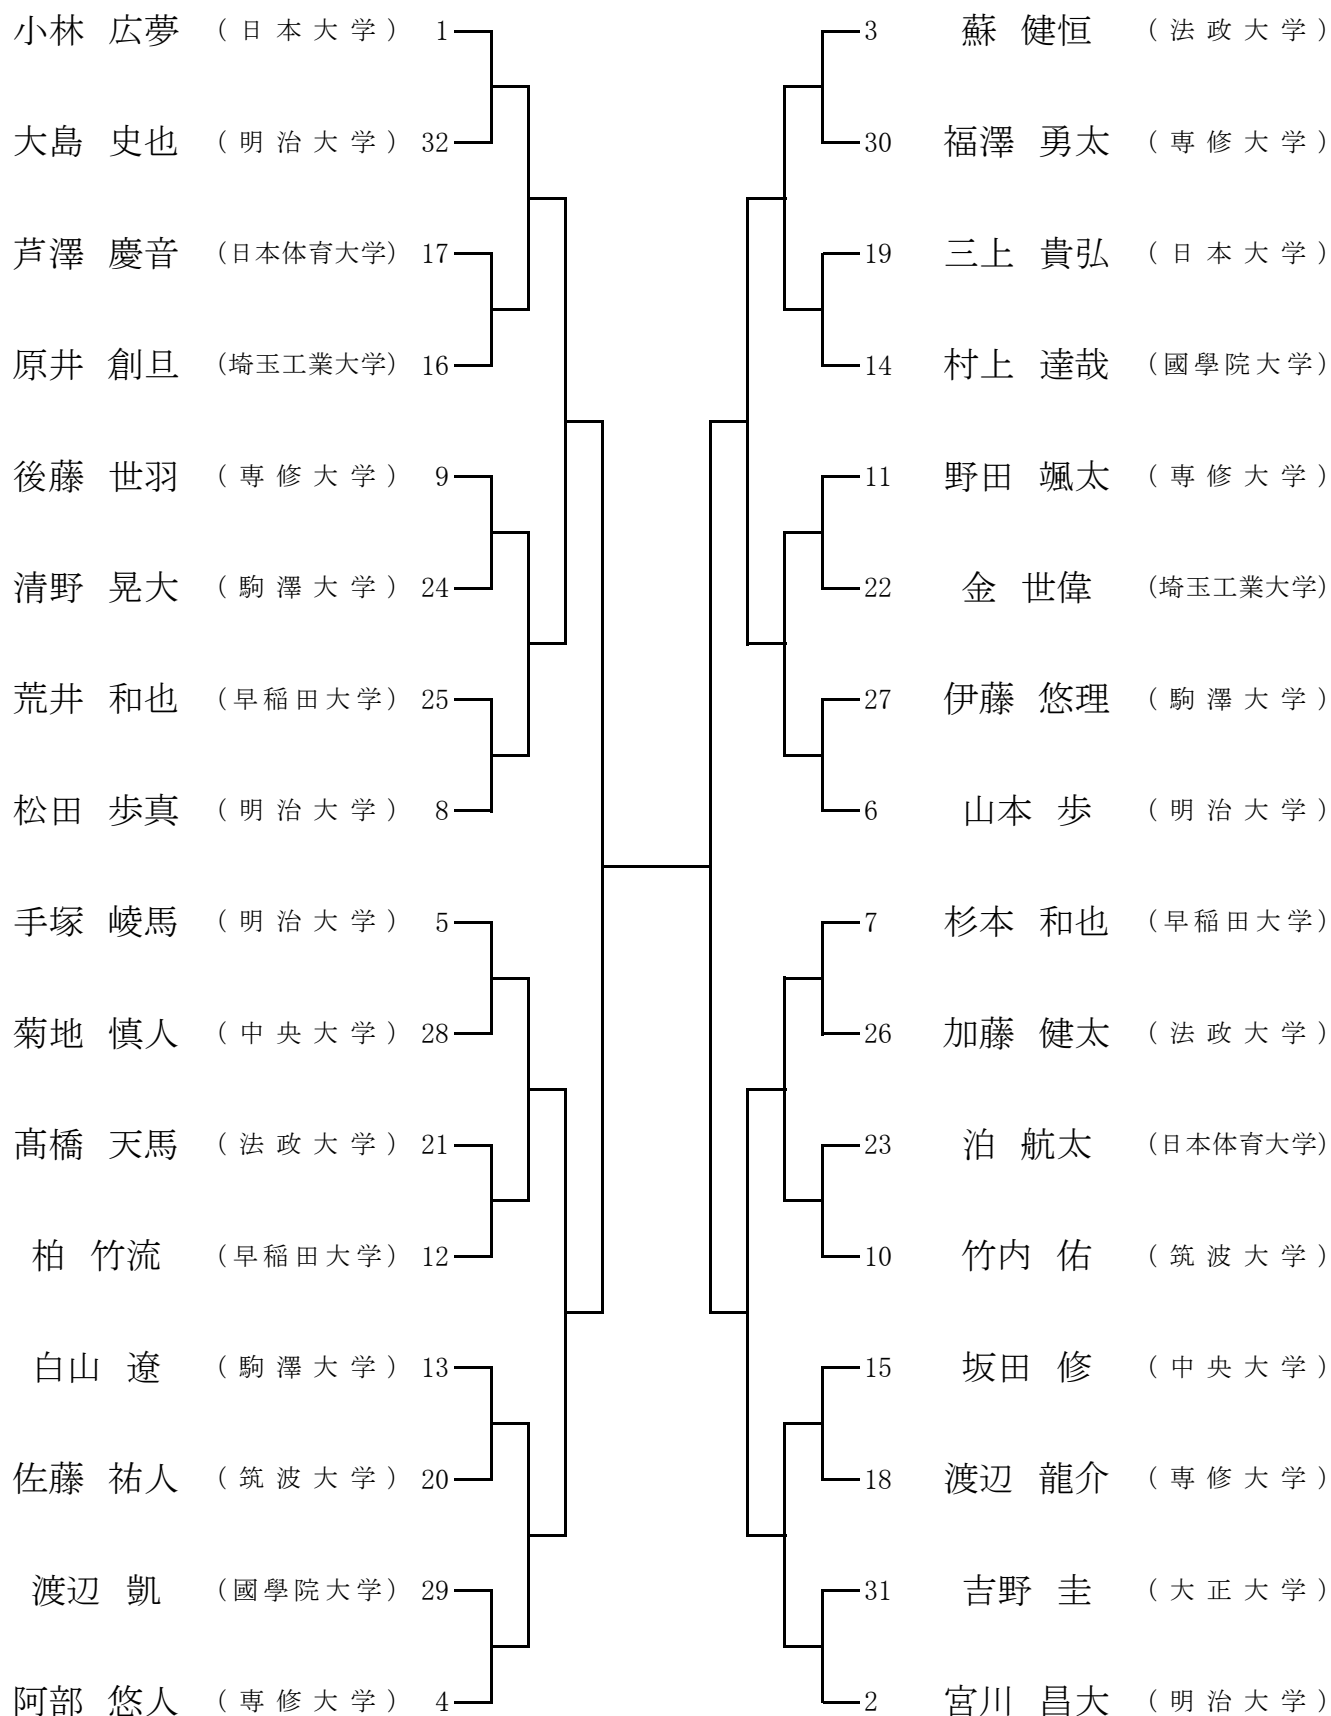 小林 広夢 (日本大学) 1
大島 史也 (明治大学) 32
芦澤 慶音 (日本体育大学) 17
原井 創旦 (埼玉工業大学) 16
後藤 世羽 (専修大学) 9
清野 晃大 (駒澤大学) 24
荒井 和也 (早稲田大学) 25
松田 歩真 (明治大学) 8
手塚 崚馬 (明治大学) 5
菊地 慎人 (中央大学) 28
髙橋 天馬 (法政大学) 21
柏 竹流 (早稲田大学) 12
白山 遼 (駒澤大学) 13
佐藤 祐人 (筑波大学) 20
渡辺 凱 (國學院大学) 29
阿部 悠人 (専修大学) 4
3 蘇 健恒 (法政大学)
30 福澤 勇太 (専修大学)
19 三上 貴弘 (日本大学)
14 村上 達哉 (國學院大学)
11 野田 颯太 (専修大学)
22 金 世偉 (埼玉工業大学)
27 伊藤 悠理 (駒澤大学)
6 山本 歩 (明治大学)
7 杉本 和也 (早稲田大学)
26 加藤 健太 (法政大学)
23 泊 航太 (日本体育大学)
10 竹内 佑 (筑波大学)
15 坂田 修 (中央大学)
18 渡辺 龍介 (専修大学)
31 吉野 圭 (大正大学)
2 宮川 昌大 (明治大学)